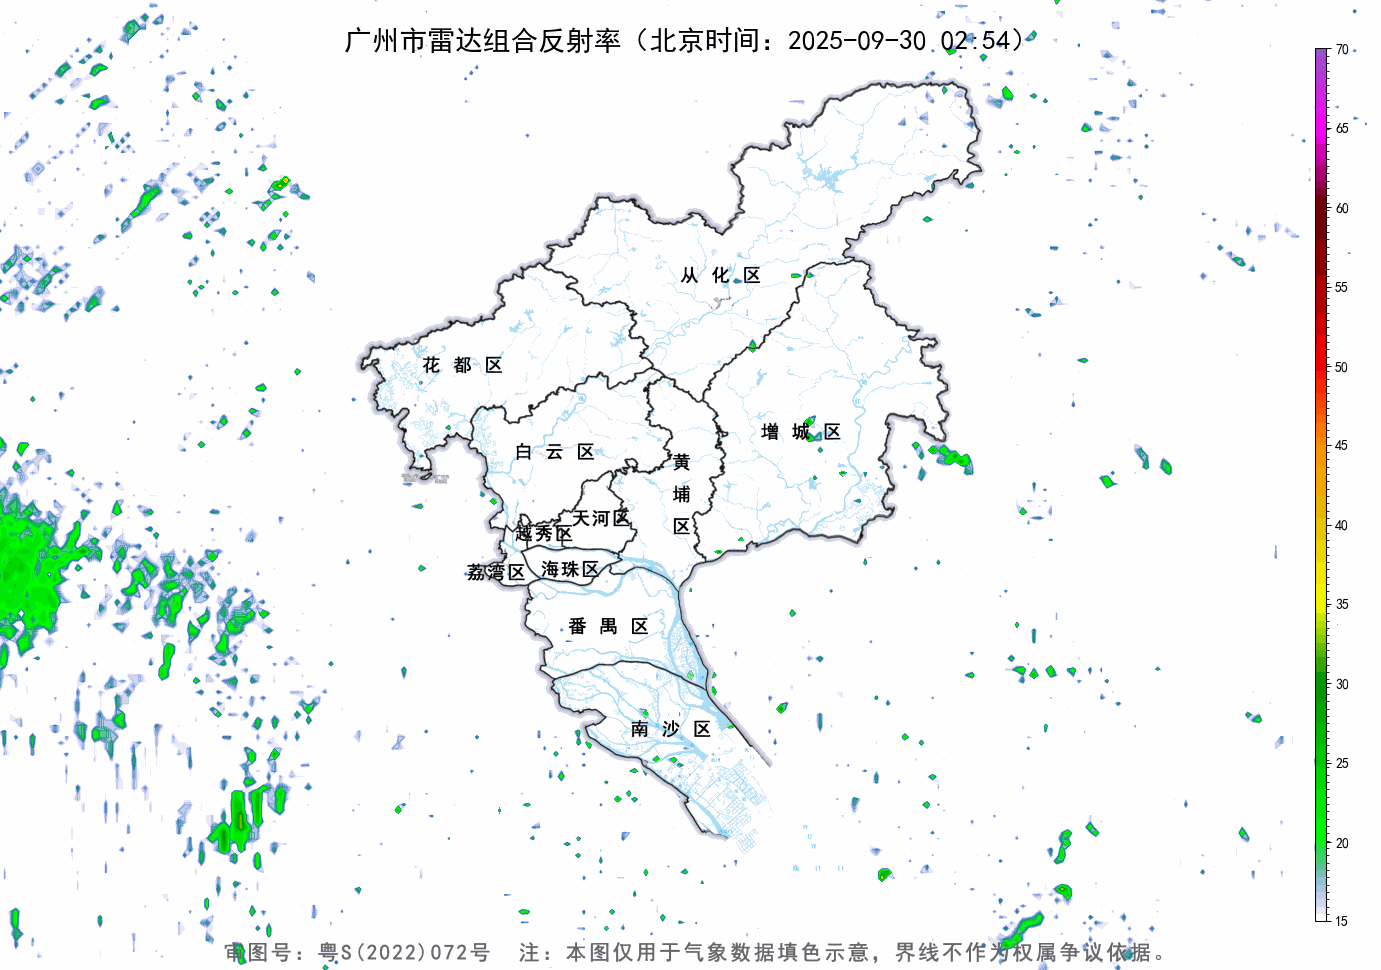 广州市雷达组合反射率（北京时间：2025-09-30 02:54）
70
65
60
55
50
45
40
35
30
25
20
15
从化区
花都区
增城区
白云区
黄埔区
天河区
越秀区
海珠区
荔湾区
番禺区
南沙区
审图号：粤S(2022)072号 注：本图仅用于气象数据填色示意，界线不作为权属争议依据。